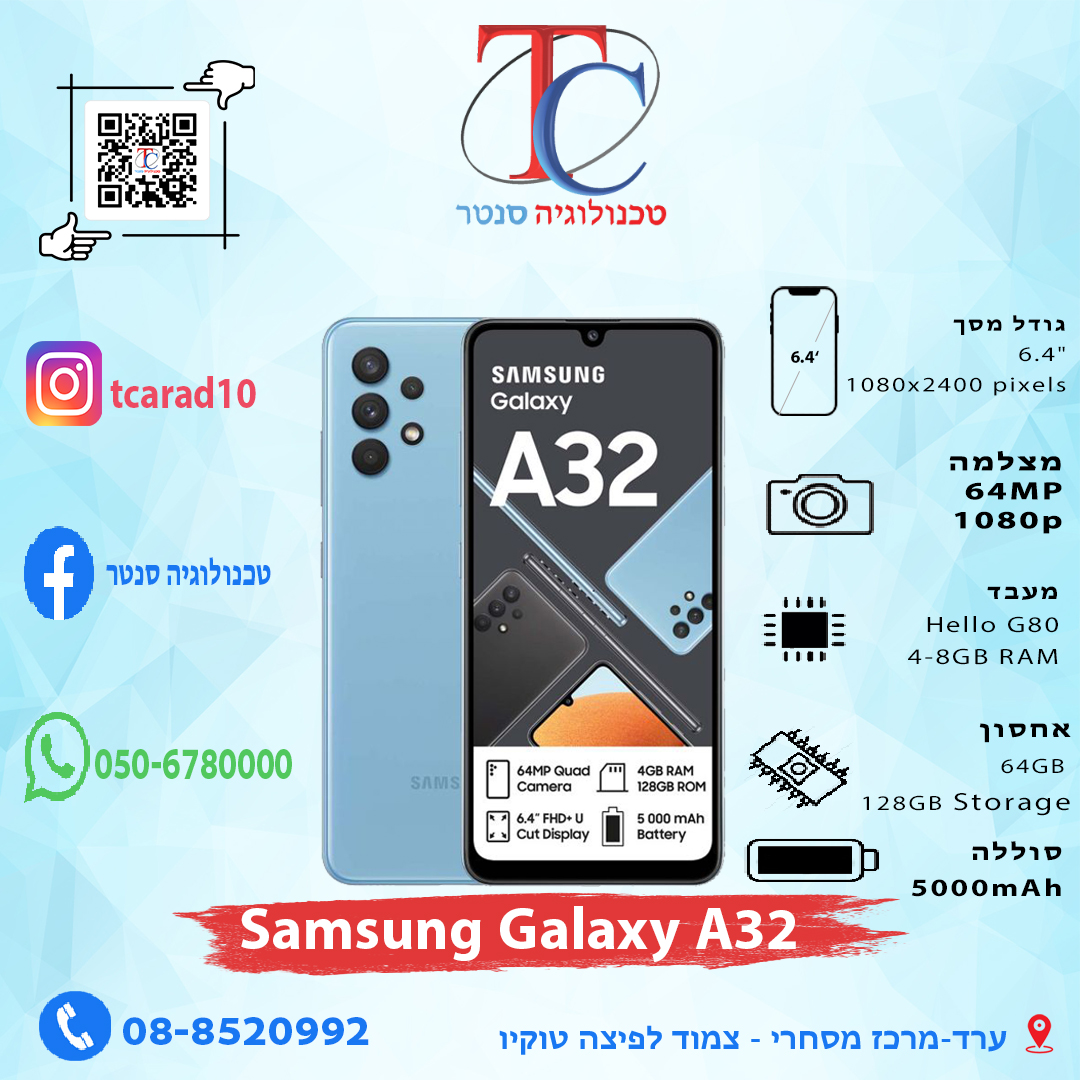 TC
טכנולוגיה סנטר
tcarad10
טכנולוגיה סנטר
050-6780000
SAMSUNG
Galaxy
A32
64MP Quad
Camera
4GB RAM
128GB ROM
6.4" FHD+ U
Cut Display
5 000 mAh
Battery
SAMS
6.4‘
גודל מסך
6.4"
1080x2400 pixels
מצלמה
64MP
1080p
מעבד
Hello G80
4-8GB RAM
אחסון
64GB
128GB Storage
סוללה
5000mAh
Samsung Galaxy A32
08-8520992
ערד-מרכז מסחרי - צמוד לפיצה טוקיו